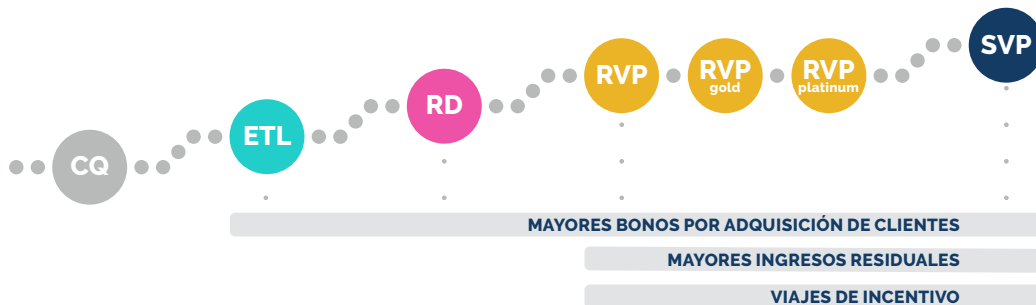 CQ
ETL
RD
RVP
RVP
gold
RVP
platinum
SVP
MAYORES BONOS POR ADQUISICIÓN DE CLIENTES
MAYORES INGRESOS RESIDUALES
VIAJES DE INCENTIVO